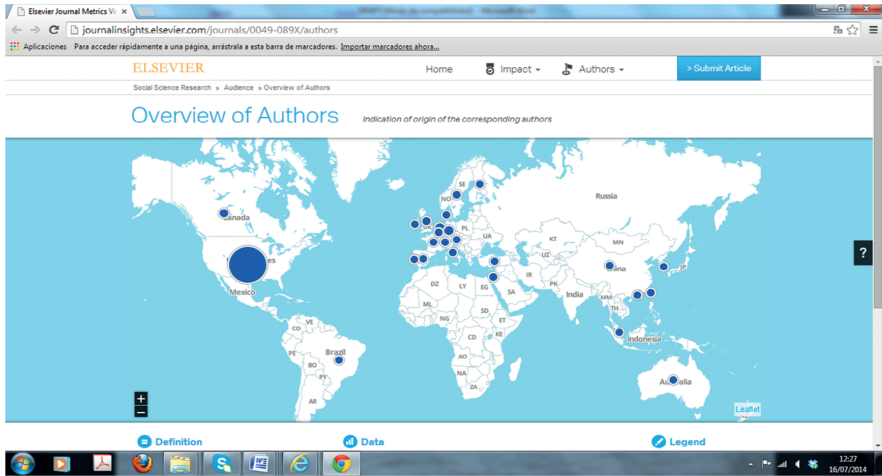 Elsevier Journal Metrics Vi
journalinsights.elsevier.com/journals/0049-089X/authors
Aplicaciones Para acceder rápidamente a una página, arrástrala a esta barra de marcadores. Importar marcadores ahora...
ELSEVIER Home Impact Authors > Submit Article
Social Science Research » Audience » Overview of Authors
Overview of Authors Indication of origin of the corresponding authors
SE
NO
Russia
Canada
UK PL
UA
KZ MN
es UZ
China JP
Mexico DZ LY EG IR PK
SA India MM
ML TH
NG SD
VE ET
CO CD KE Indonesia
PE Brazil AO
BO NA Australia
PY ZA
AR
+
−
Leaflet
?
Definition Data Legend
12:27
16/07/2014